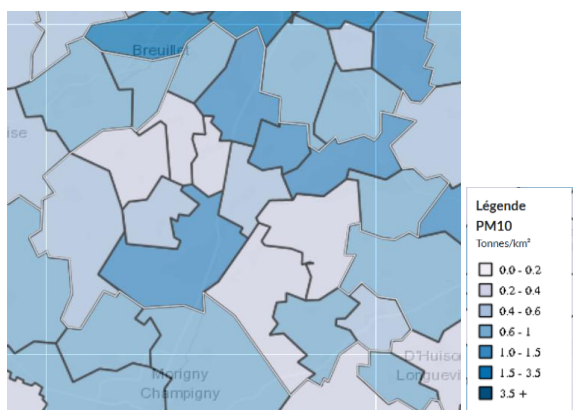 Breuillet
ise
Morigny
Champigny
D'Huiso
Longuevi
Légende
PM10
Tonnes/km²
0.0 - 0.2
0.2 - 0.4
0.4 - 0.6
0.6 - 1
1.0 - 1.5
1.5 - 3.5
3.5 +